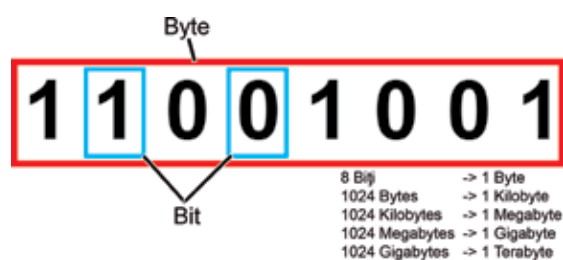 Byte
1 1 0 0 1 0 0 1
Bit
8 Biţi -> 1 Byte
1024 Bytes -> 1 Kilobyte
1024 Kilobytes -> 1 Megabyte
1024 Megabytes -> 1 Gigabyte
1024 Gigabytes -> 1 Terabyte